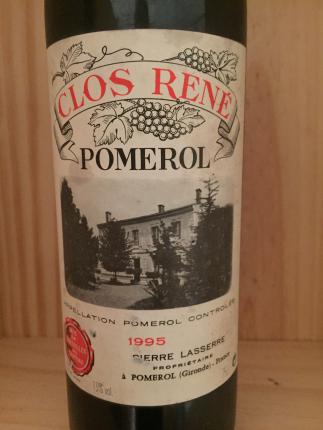 CLOS RENÉ
POMEROL
APPELLATION POMEROL CONTROLÉE
1995
PIERRE LASSERRE
PROPRIÉTAIRE
A POMEROL (Gironde) - France